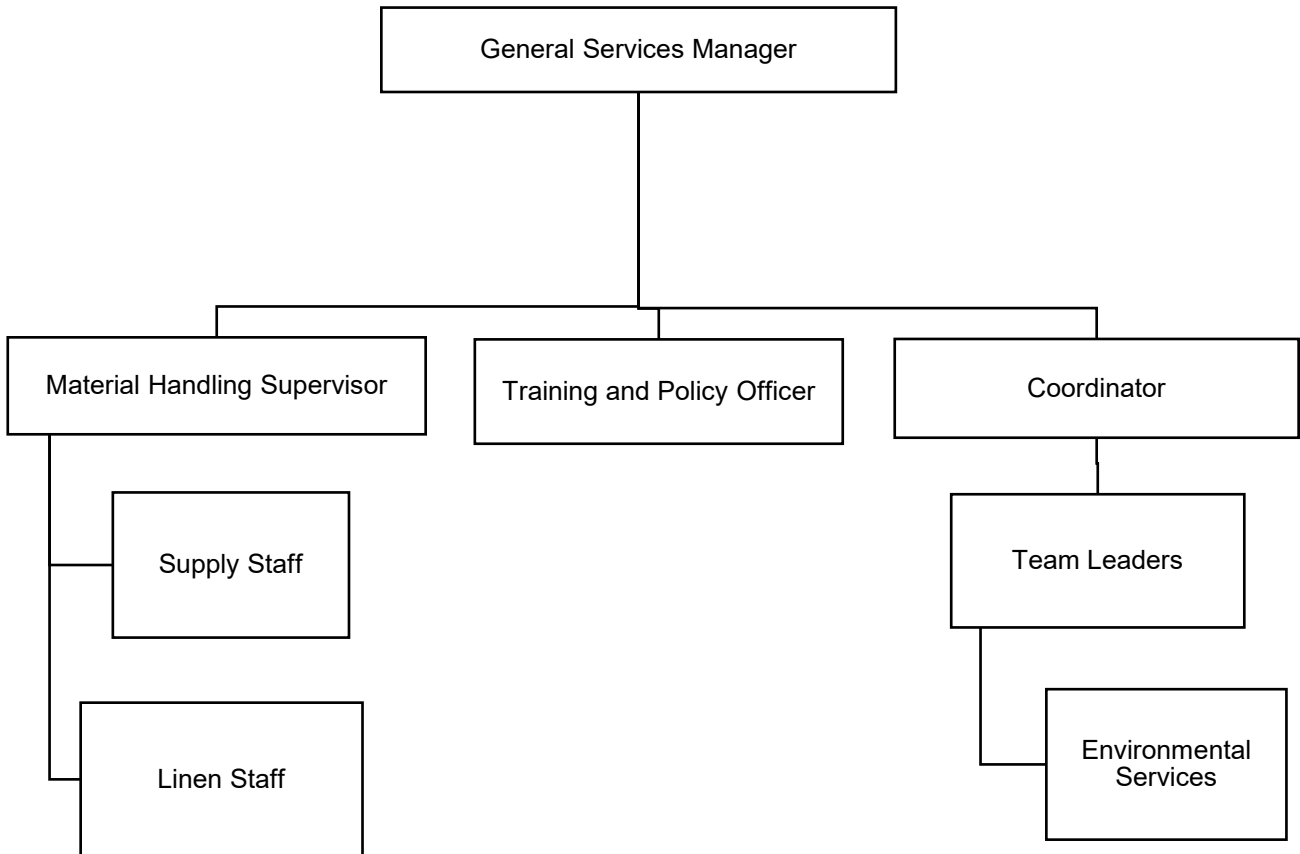 General Services Manager
Material Handling Supervisor
Training and Policy Officer
Coordinator
Supply Staff
Team Leaders
Linen Staff
Environmental
Services